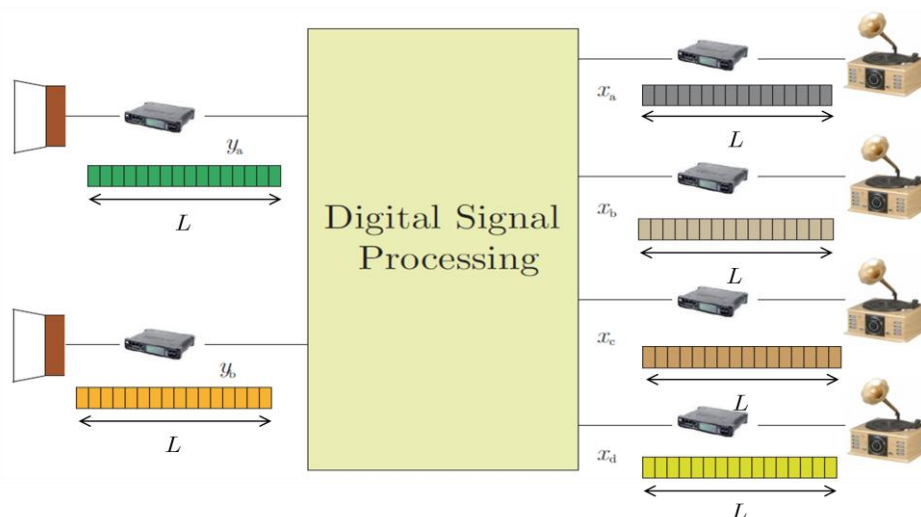 x_a
L
y_a
L
x_b
L
Digital Signal
Processing
x_c
L
y_b
L
x_d
L